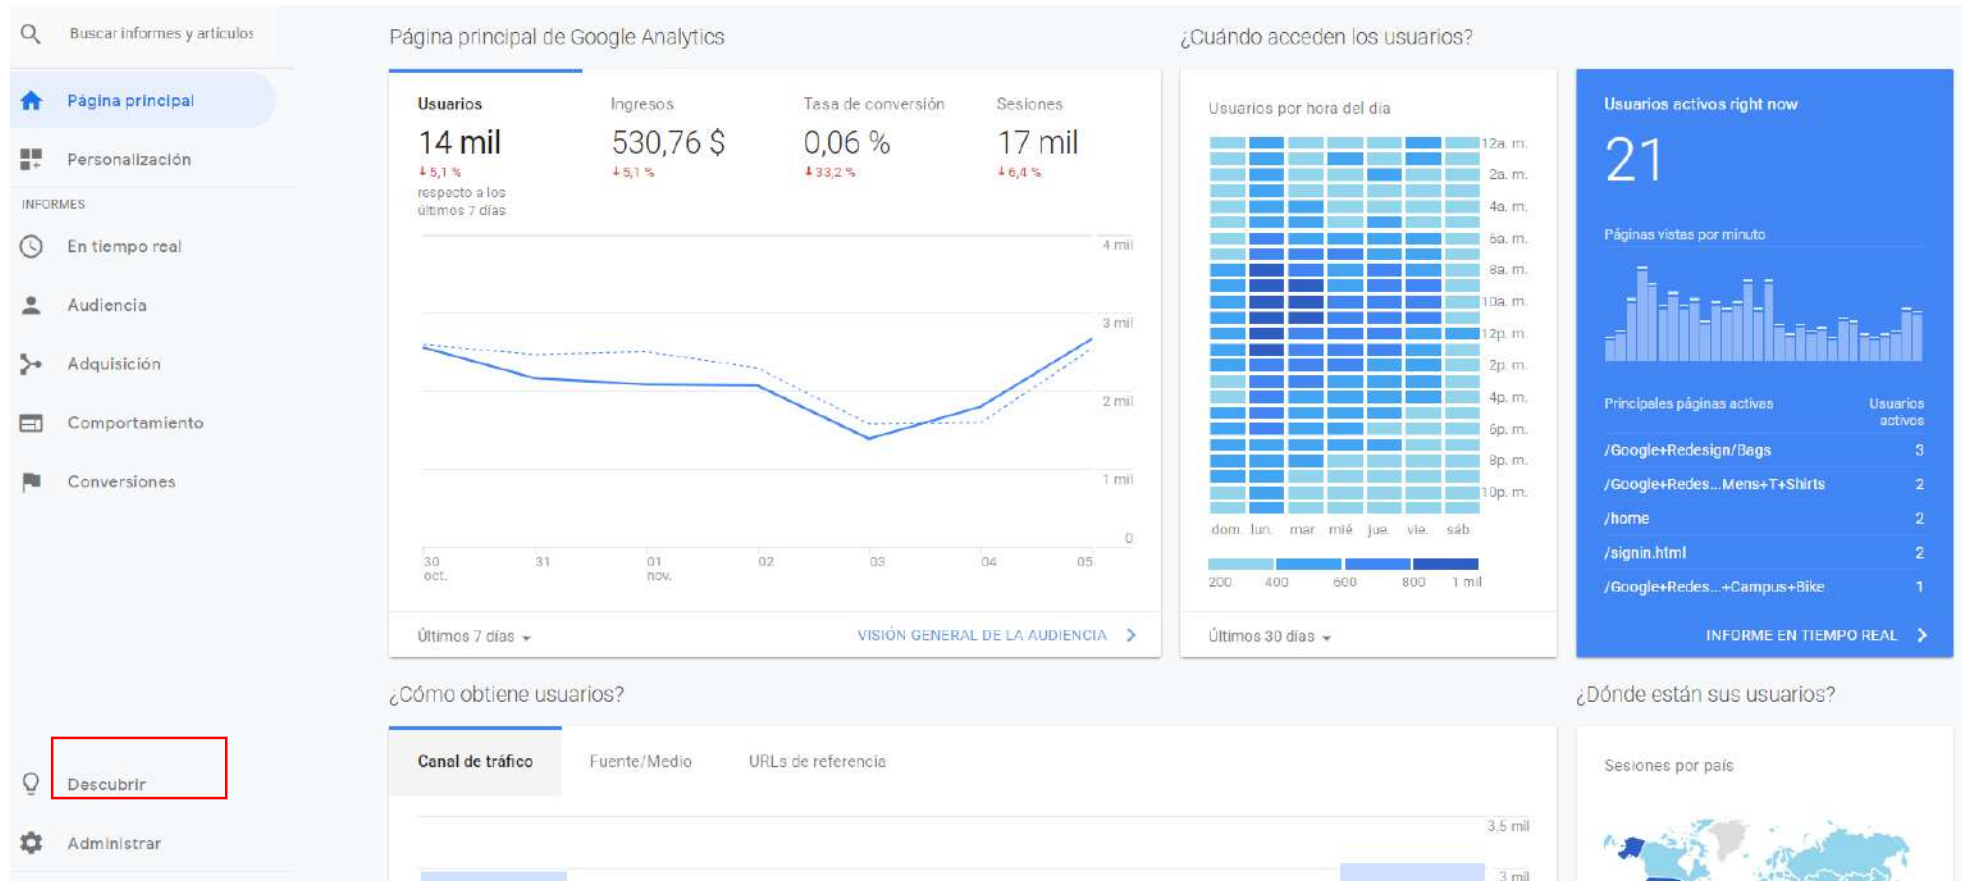 Buscar informes y artículos
Página principal
Personalización
INFORMES
En tiempo real
Audiencia
Adquisición
Comportamiento
Conversiones
Descubrir
Administrar
Página principal de Google Analytics
Usuarios
14 mil
↓5,1 %
respecto a los
últimos 7 días
Ingresos
530,76 $
↓5,1 %
Tasa de conversión
0,06 %
↓33,2 %
Sesiones
17 mil
↓6,4 %
4 mil
3 mil
2 mil
1 mil
0
30 31 01 02 03 04 05
oct. nov.
Últimos 7 días
VISIÓN GENERAL DE LA AUDIENCIA
¿Cuándo acceden los usuarios?
Usuarios por hora del día
12a. m.
2a. m.
4a. m.
6a. m.
8a. m.
10a. m.
12p. m.
2p. m.
4p. m.
6p. m.
8p. m.
10p. m.
dom. lun. mar. mié. jue. vie. sáb.
200 400 600 800 1 mil
Últimos 30 días
Usuarios activos right now
21
Páginas vistas por minuto
Principales páginas activas Usuarios
activos
/Google+Redesign/Bags 3
/Google+Redes...Mens+T+Shirts 2
/home 2
/signin.html 2
/Google+Redes...+Campus+Bike 1
INFORME EN TIEMPO REAL
¿Cómo obtiene usuarios?
Canal de tráfico Fuente/Medio URLs de referencia
3,5 mil
3 mil
¿Dónde están sus usuarios?
Sesiones por país